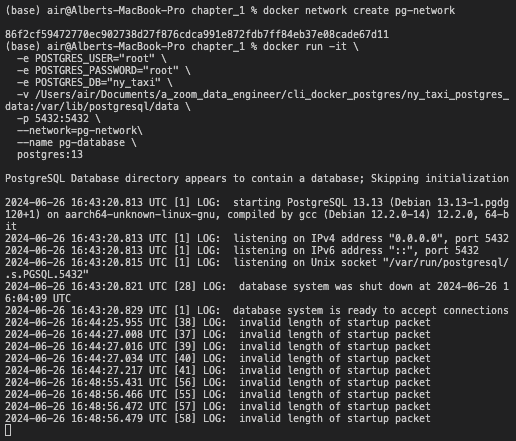 (base) air@Alberts-MacBook-Pro chapter_1 % docker network create pg-network
86f2cf59472770ec902738d27f876cdca991e872fdb7ff84eb37e08cade67d11
(base) air@Alberts-MacBook-Pro chapter_1 % docker run -it \
-e POSTGRES_USER="root" \
-e POSTGRES_PASSWORD="root" \
-e POSTGRES_DB="ny_taxi" \
-v /Users/air/Documents/a_zoom_data_engineer/cli_docker_postgres/ny_taxi_postgres_
data:/var/lib/postgresql/data \
-p 5432:5432 \
--network=pg-network\
--name pg-database \
postgres:13
PostgreSQL Database directory appears to contain a database; Skipping initialization
2024-06-26 16:43:20.813 UTC [1] LOG:  starting PostgreSQL 13.13 (Debian 13.13-1.pgdg
120+1) on aarch64-unknown-linux-gnu, compiled by gcc (Debian 12.2.0-14) 12.2.0, 64-b
it
2024-06-26 16:43:20.813 UTC [1] LOG:  listening on IPv4 address "0.0.0.0", port 5432
2024-06-26 16:43:20.813 UTC [1] LOG:  listening on IPv6 address "::", port 5432
2024-06-26 16:43:20.815 UTC [1] LOG:  listening on Unix socket "/var/run/postgresql/
.s.PGSQL.5432"
2024-06-26 16:43:20.821 UTC [28] LOG:  database system was shut down at 2024-06-26 1
6:04:09 UTC
2024-06-26 16:43:20.829 UTC [1] LOG:  database system is ready to accept connections
2024-06-26 16:44:25.955 UTC [38] LOG:  invalid length of startup packet
2024-06-26 16:44:27.008 UTC [37] LOG:  invalid length of startup packet
2024-06-26 16:44:27.016 UTC [39] LOG:  invalid length of startup packet
2024-06-26 16:44:27.034 UTC [40] LOG:  invalid length of startup packet
2024-06-26 16:44:27.217 UTC [41] LOG:  invalid length of startup packet
2024-06-26 16:48:55.431 UTC [56] LOG:  invalid length of startup packet
2024-06-26 16:48:56.466 UTC [55] LOG:  invalid length of startup packet
2024-06-26 16:48:56.472 UTC [57] LOG:  invalid length of startup packet
2024-06-26 16:48:56.479 UTC [58] LOG:  invalid length of startup packet